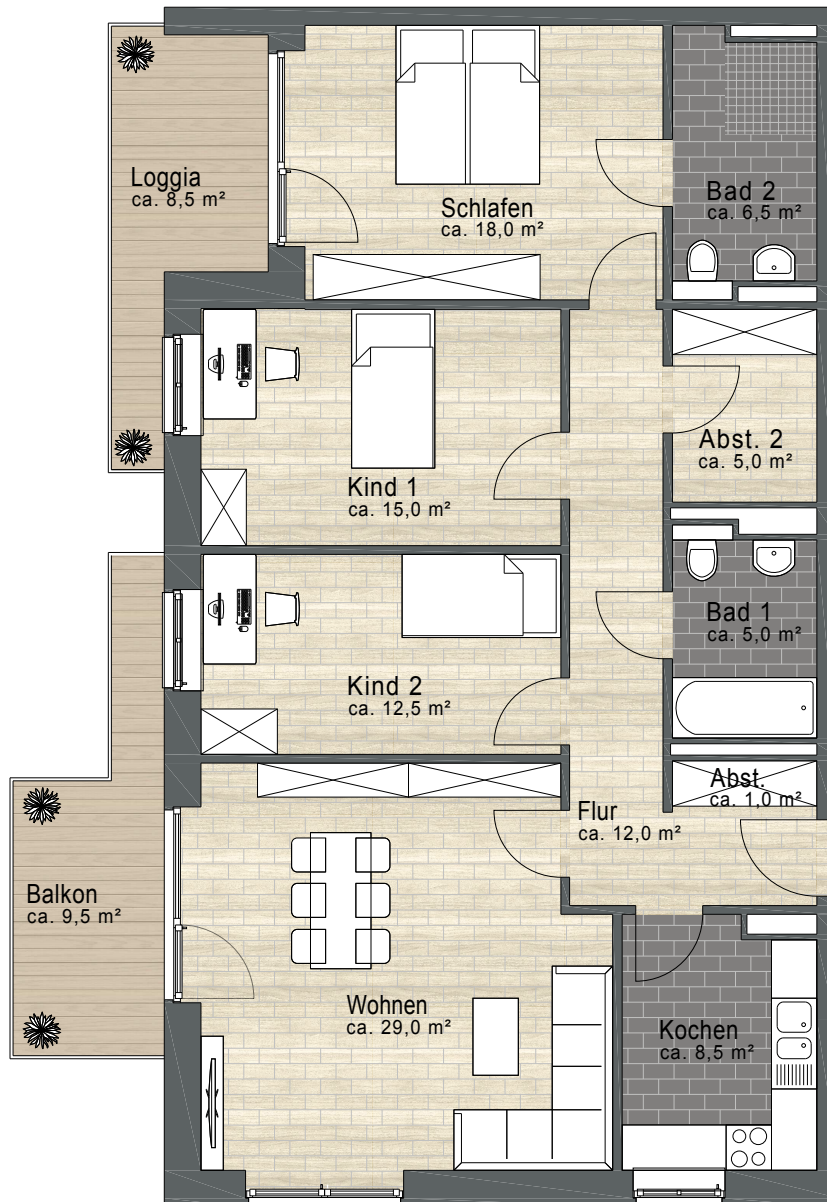 Loggia
ca. 8,5 m²
Schlafen
ca. 18,0 m²
Bad 2
ca. 6,5 m²
Kind 1
ca. 15,0 m²
Abst. 2
ca. 5,0 m²
Bad 1
ca. 5,0 m²
Kind 2
ca. 12,5 m²
Abst.
ca. 1,0 m²
Flur
ca. 12,0 m²
Balkon
ca. 9,5 m²
Wohnen
ca. 29,0 m²
Kochen
ca. 8,5 m²